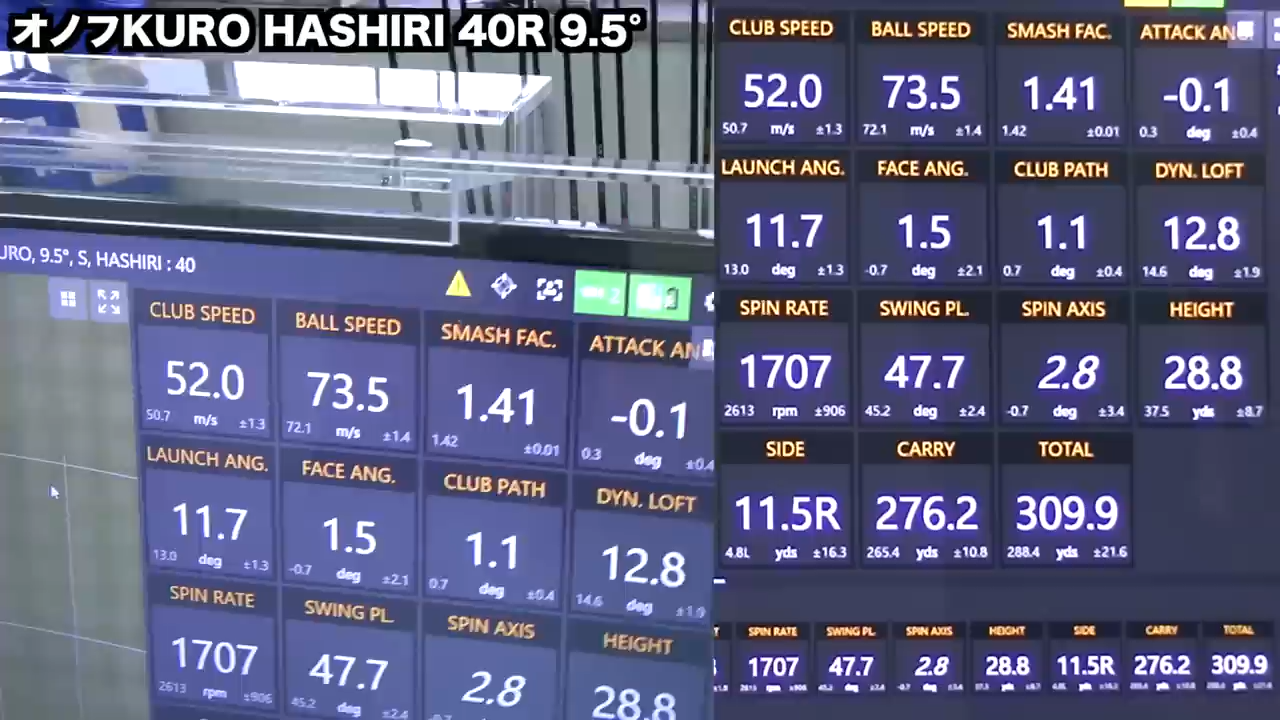 オノフKURO HASHIRI 40R 9.5°
URO, 9.5°, S, HASHIRI : 40
CLUB SPEED BALL SPEED SMASH FAC. ATTACK AN
52.0 73.5 1.41 -0.1
50.7 m/s ±1.3 72.1 m/s ±1.4 1.42 ±0.01 0.3 deg ±0.4
LAUNCH ANG. FACE ANG. CLUB PATH DYN. LOFT
11.7 1.5 1.1 12.8
13.0 deg ±1.3 -0.7 deg ±2.1 0.7 deg ±0.4 14.6 deg ±1.9
SPIN RATE SWING PL. SPIN AXIS HEIGHT
1707 47.7 2.8 28.8
2613 rpm ±906 45.2 deg ±2.4
CLUB SPEED BALL SPEED SMASH FAC. ATTACK AN
52.0 73.5 1.41 -0.1
50.7 m/s ±1.3 72.1 m/s ±1.4 1.42 ±0.01 0.3 deg ±0.4
LAUNCH ANG. FACE ANG. CLUB PATH DYN. LOFT
11.7 1.5 1.1 12.8
13.0 deg ±1.3 -0.7 deg ±2.1 0.7 deg ±0.4 14.6 deg ±1.9
SPIN RATE SWING PL. SPIN AXIS HEIGHT
1707 47.7 2.8 28.8
2613 rpm ±906 45.2 deg ±2.4 -0.7 deg ±3.4 37.5 yds ±8.7
SIDE CARRY TOTAL
11.5R 276.2 309.9
4.8L yds ±16.3 265.4 yds ±10.8 288.4 yds ±21.6
SPIN RATE SWING PL. SPIN AXIS HEIGHT SIDE CARRY TOTAL
1707 47.7 2.8 28.8 11.5R 276.2 309.9